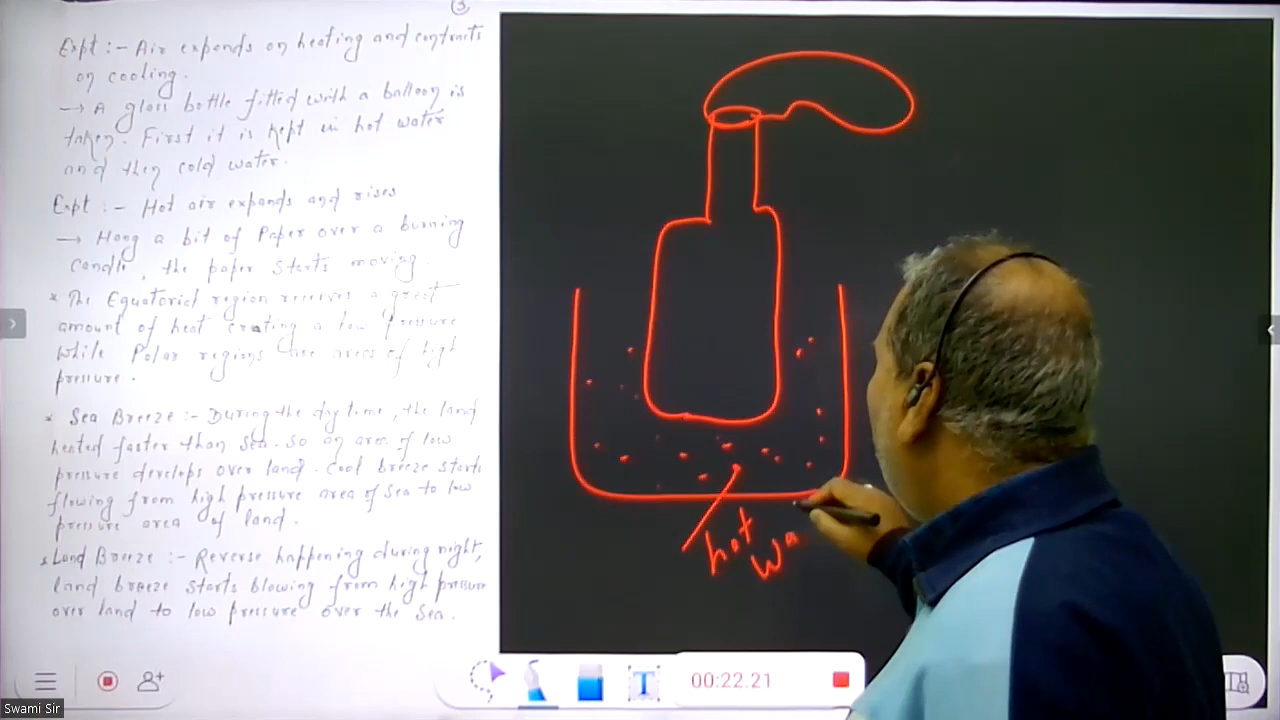 3
Expt :- Air expands on heating and contracts
on cooling.
→ A glass bottle fitted with a balloon is
taken. First it is kept in hot water
and then cold water.
Expt :- Hot air expands and rises
→ Hang a bit of Paper over a burning
candle, the paper starts moving.
* The Equatorial region receives a great
amount of heat creating a low pressure
while Polar regions are areas of high
pressure.
* Sea Breeze :- During the day time, the land
heated faster than sea. So an area of low
pressure develops over land. Cool breeze starts
flowing from high pressure area of sea to low
pressure area of land.
* Land Breeze :- Reverse happening during night,
land breeze starts blowing from high pressure
over land to low pressure over the sea.
hot
wa
T
00:22.21
Swami Sir